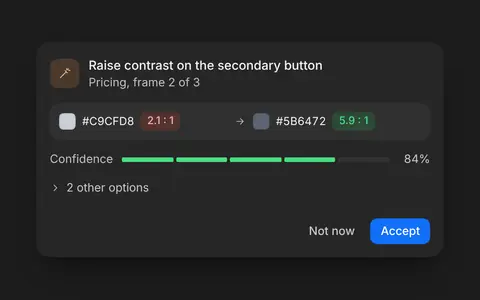 Raise contrast on the secondary button
Pricing, frame 2 of 3
#C9CFD8 2.1 : 1 → #5B6472 5.9 : 1
Confidence 84%
2 other options
Not now Accept